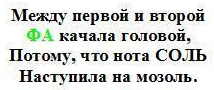 Между первой и второй
ФА качала головой,
Потому, что нота СОЛЬ
Наступила на мозоль.